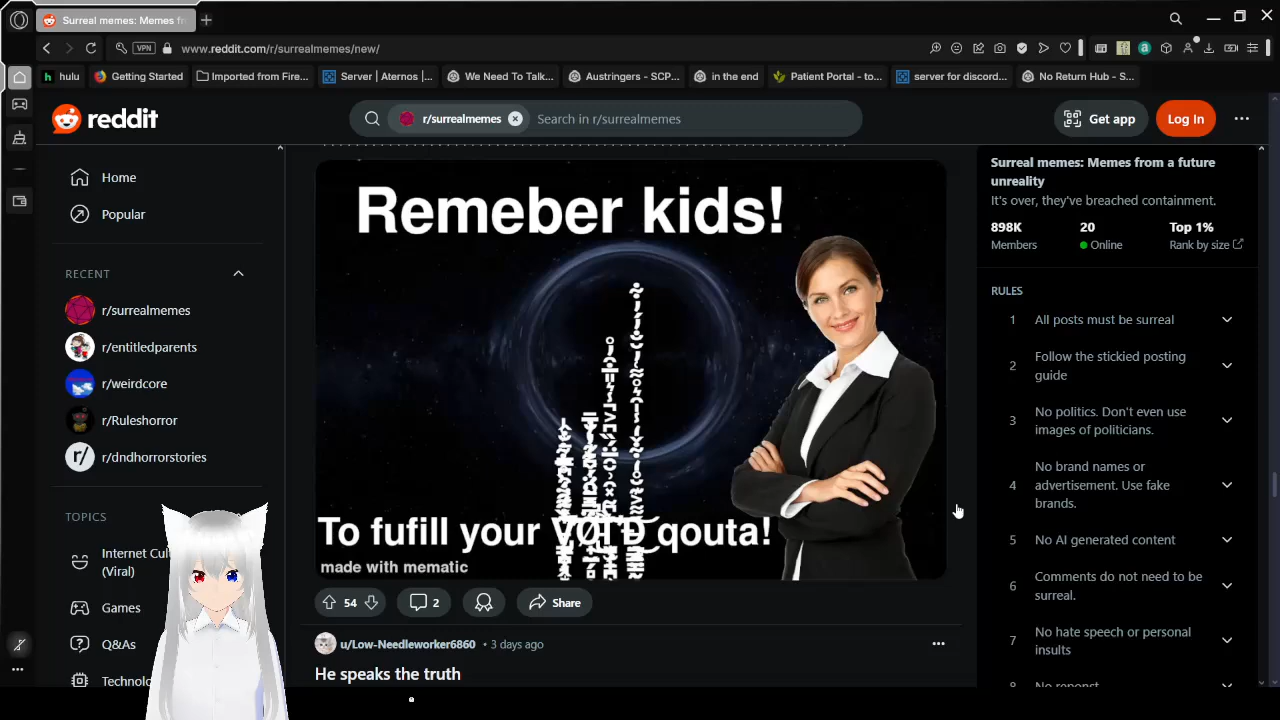 Surreal memes: Memes fr
VPN
www.reddit.com/r/surrealmemes/new/
hulu
Getting Started
Imported from Fire...
Server | Aternos |...
We Need To Talk...
Austringers - SCP...
in the end
Patient Portal - to...
server for discord...
No Return Hub - S...
reddit
r/surrealmemes
Search in r/surrealmemes
Get app
Log In
Home
Popular
RECENT
r/surrealmemes
r/entitledparents
r/weirdcore
r/Ruleshorror
r/dndhorrorstories
TOPICS
Internet Cul
(Viral)
Games
Q&As
Technolo
Remeber kids!
To fufill your VOID qouta!
made with mematic
54
2
Share
u/Low-Needleworker6860 • 3 days ago
He speaks the truth
Surreal memes: Memes from a future
unreality
It's over, they've breached containment.
898K
Members
20
Online
Top 1%
Rank by size
RULES
1 All posts must be surreal
2 Follow the stickied posting
guide
3 No politics. Don't even use
images of politicians.
4 No brand names or
advertisement. Use fake
brands.
5 No AI generated content
6 Comments do not need to be
surreal.
7 No hate speech or personal
insults